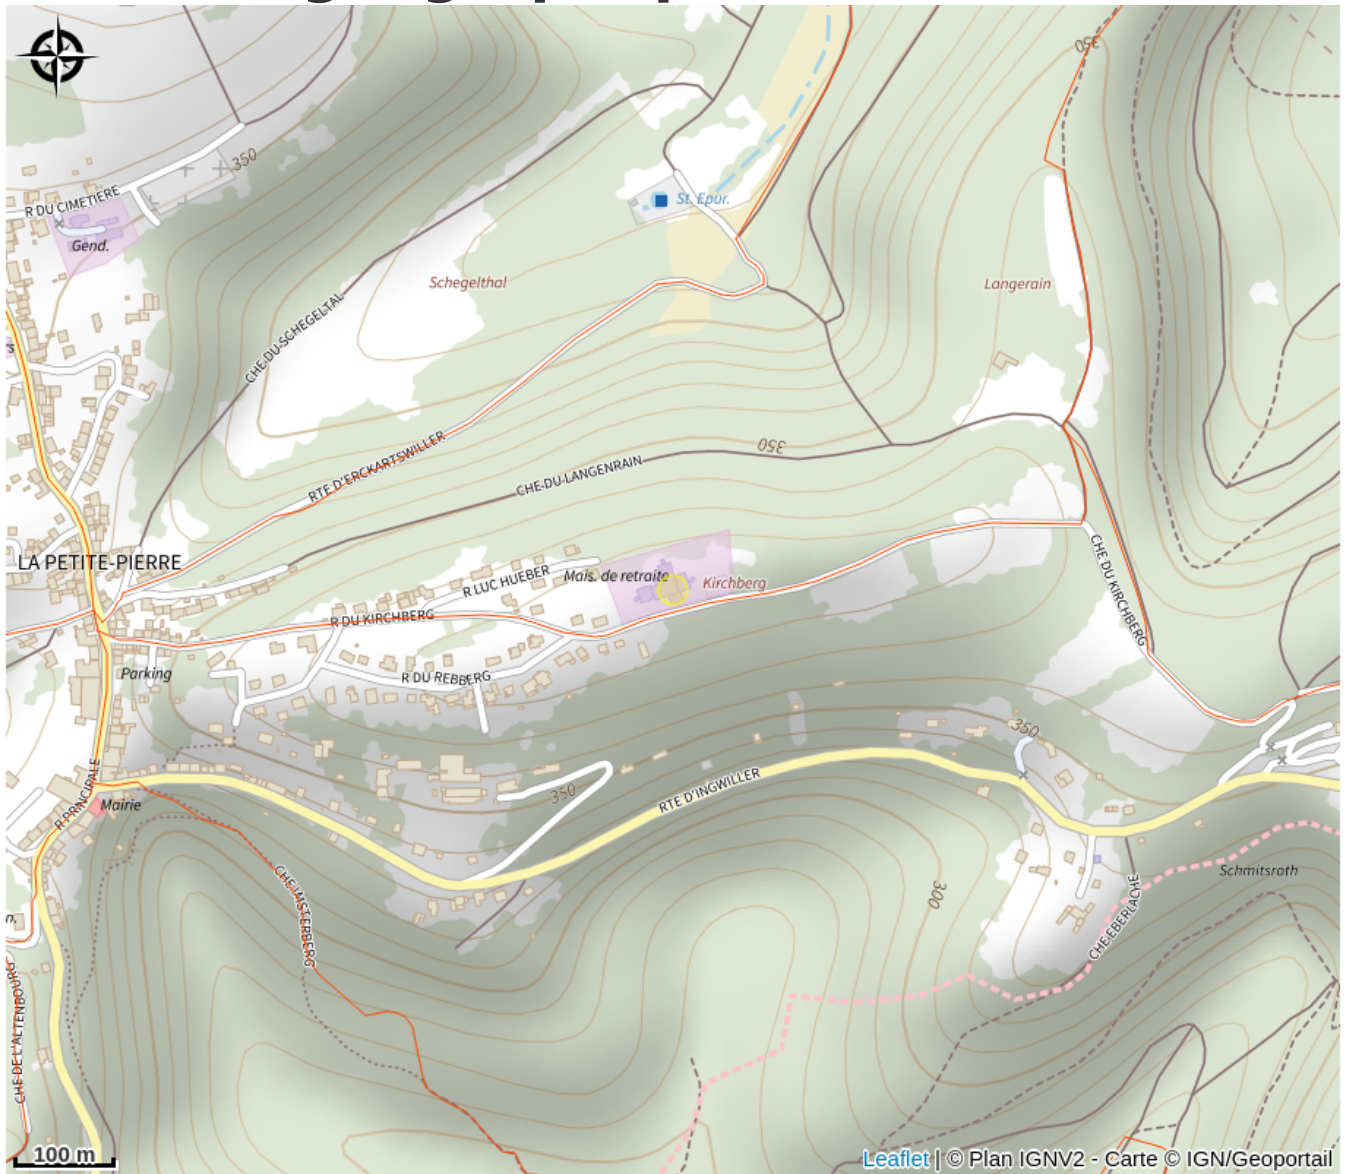 350
R DU CIMETIÈRE
350
St. Epur.
Gend.
Schegelthal
Langerain
CHE DU SCHEGELTAL
RTE D'ERCKARTSWILLER
350
CHE DU LANGENRAIN
LA PETITE-PIERRE
R LUC HUEBER
Mais. de retraite
Kirchberg
R DU KIRCHBERG
CHE DU KIRCHBERG
Parking
R DU REBBERG
350
R PRINCIPALE
Mairie
350
RTE D'INGWILLER
CHE IMSTERBERG
300
Schmitsroth
CHE EBERLACHE
n.
CHE DE L'ALTENBOURG
100 m
Leaflet | © Plan IGNV2 - Carte © IGN/Geoportail